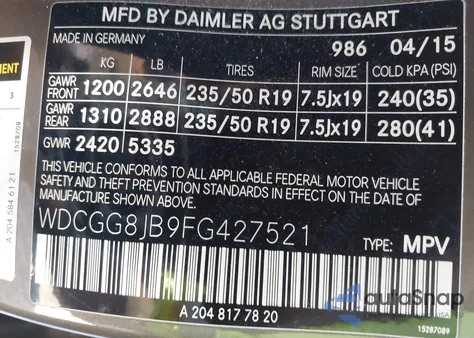 MFD BY DAIMLER AG STUTTGART
MADE IN GERMANY 986 04/15
KG LB TIRES RIM SIZE COLD KPA (PSI)
GAWR FRONT 1200 2646 235/50 R19 7.5Jx19 240(35)
GAWR REAR 1310 2888 235/50 R19 7.5Jx19 280(41)
GVWR 2420 5335
THIS VEHICLE CONFORMS TO ALL APPLICABLE FEDERAL MOTOR VEHICLE
SAFETY AND THEFT PREVENTION STANDARDS IN EFFECT ON THE DATE OF
MANUFACTURE SHOWN ABOVE.
WDCGG8JB9FG427521
TYPE: MPV
A 204 817 78 20
15287089
3
1528708
A 204 584 61 21
autoSnap